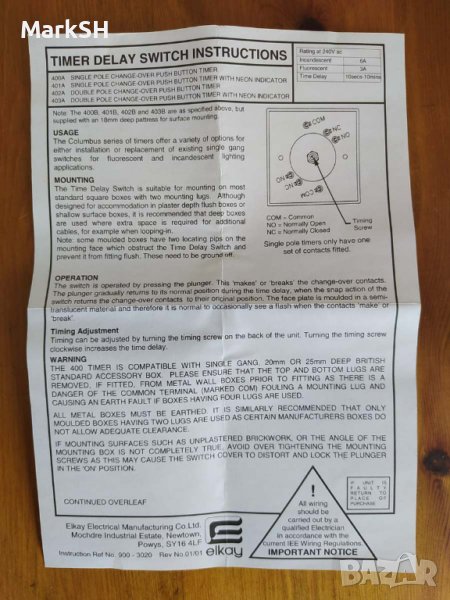 MarkSH
TIMER DELAY SWITCH INSTRUCTIONS
400A SINGLE POLE CHANGE-OVER PUSH BUTTON TIMER
401A SINGLE POLE CHANGE-OVER PUSH BUTTON TIMER WITH NEON INDICATOR
402A DOUBLE POLE CHANGE-OVER PUSH BUTTON TIMER
403A DOUBLE POLE CHANGE-OVER PUSH BUTTON TIMER WITH NEON INDICATOR
Rating at 240V ac
Incandescent 6A
Fluorescent 3A
Time Delay 10secs-10mins
Note: The 400B, 401B, 402B and 403B are as specified above, but
supplied with an 18mm deep pattress for surface mounting.
USAGE
The Columbus series of timers offer a variety of options for
either installation or replacement of existing single gang
switches for fluorescent and incandescent lighting
applications.
MOUNTING
The Time Delay Switch is suitable for mounting on most
standard square boxes with two mounting lugs. Although
designed for accommodation in plaster depth flush boxes or
shallow surface boxes, it is recommended that deep boxes
are used where extra space is required for additional
cables, for example when looping-in.
Note: some moulded boxes have two locating pips on the
mounting face which obstruct the Time Delay Switch and
prevent it from fitting flush. These need to be ground off.
COM
NC
NO
NO
NC
COM
COM = Common
NO = Normally Open
NC = Normally Closed
Timing
Screw
Single pole timers only have one
set of contacts fitted.
OPERATION
The switch is operated by pressing the plunger. This 'makes' or 'breaks' the change-over contacts.
The plunger gradually returns to its normal position during the time delay, when the snap action of the
switch returns the change-over contacts to their original position. The face plate is moulded in a semi-
translucent material and therefore it is normal to occasionally see a flash when the contacts 'make' or
'break'.
Timing Adjustment
Timing can be adjusted by turning the timing screw on the back of the unit. Turning the timing screw
clockwise increases the time delay.
WARNING
THE 400 TIMER IS COMPATIBLE WITH SINGLE GANG, 20mm OR 25mm DEEP BRITISH
STANDARD ACCESSORY BOX. PLEASE ENSURE THAT THE TOP AND BOTTOM LUGS ARE
REMOVED, IF FITTED, FROM METAL WALL BOXES PRIOR TO FITTING AS THERE IS A
DANGER OF THE COMMON TERMINAL (MARKED COM) FOULING A MOUNTING LUG AND
CAUSING AN EARTH FAULT IF BOXES HAVING FOUR LUGS ARE USED.
ALL METAL BOXES MUST BE EARTHED. IT IS SIMILARLY RECOMMENDED THAT ONLY
MOULDED BOXES HAVING TWO LUGS ARE USED AS CERTAIN MANUFACTURERS BOXES DO
NOT ALLOW ADEQUATE CLEARANCE.
IF MOUNTING SURFACES SUCH AS UNPLASTERED BRICKWORK, OR THE ANGLE OF THE
MOUNTING BOX IS NOT COMPLETELY TRUE, AVOID OVER TIGHTENING THE MOUNTING
SCREWS AS THIS MAY CAUSE THE SWITCH COVER TO DISTORT AND LOCK THE PLUNGER
IN THE 'ON' POSITION.
CONTINUED OVERLEAF
IF UNIT IS
FAULTY
RETURN TO
PLACE OF
PURCHASE
!
All wiring
should be
carried out by a
qualified Electrician
in accordance with the
current IEE Wiring Regulations.
IMPORTANT NOTICE
Elkay Electrical Manufacturing Co.Ltd.
Mochdre Industrial Estate, Newtown,
Powys, SY16 4LF
elkay
Instruction Ref No. 900 - 3020 Rev No.01/01
BAZAR.bg